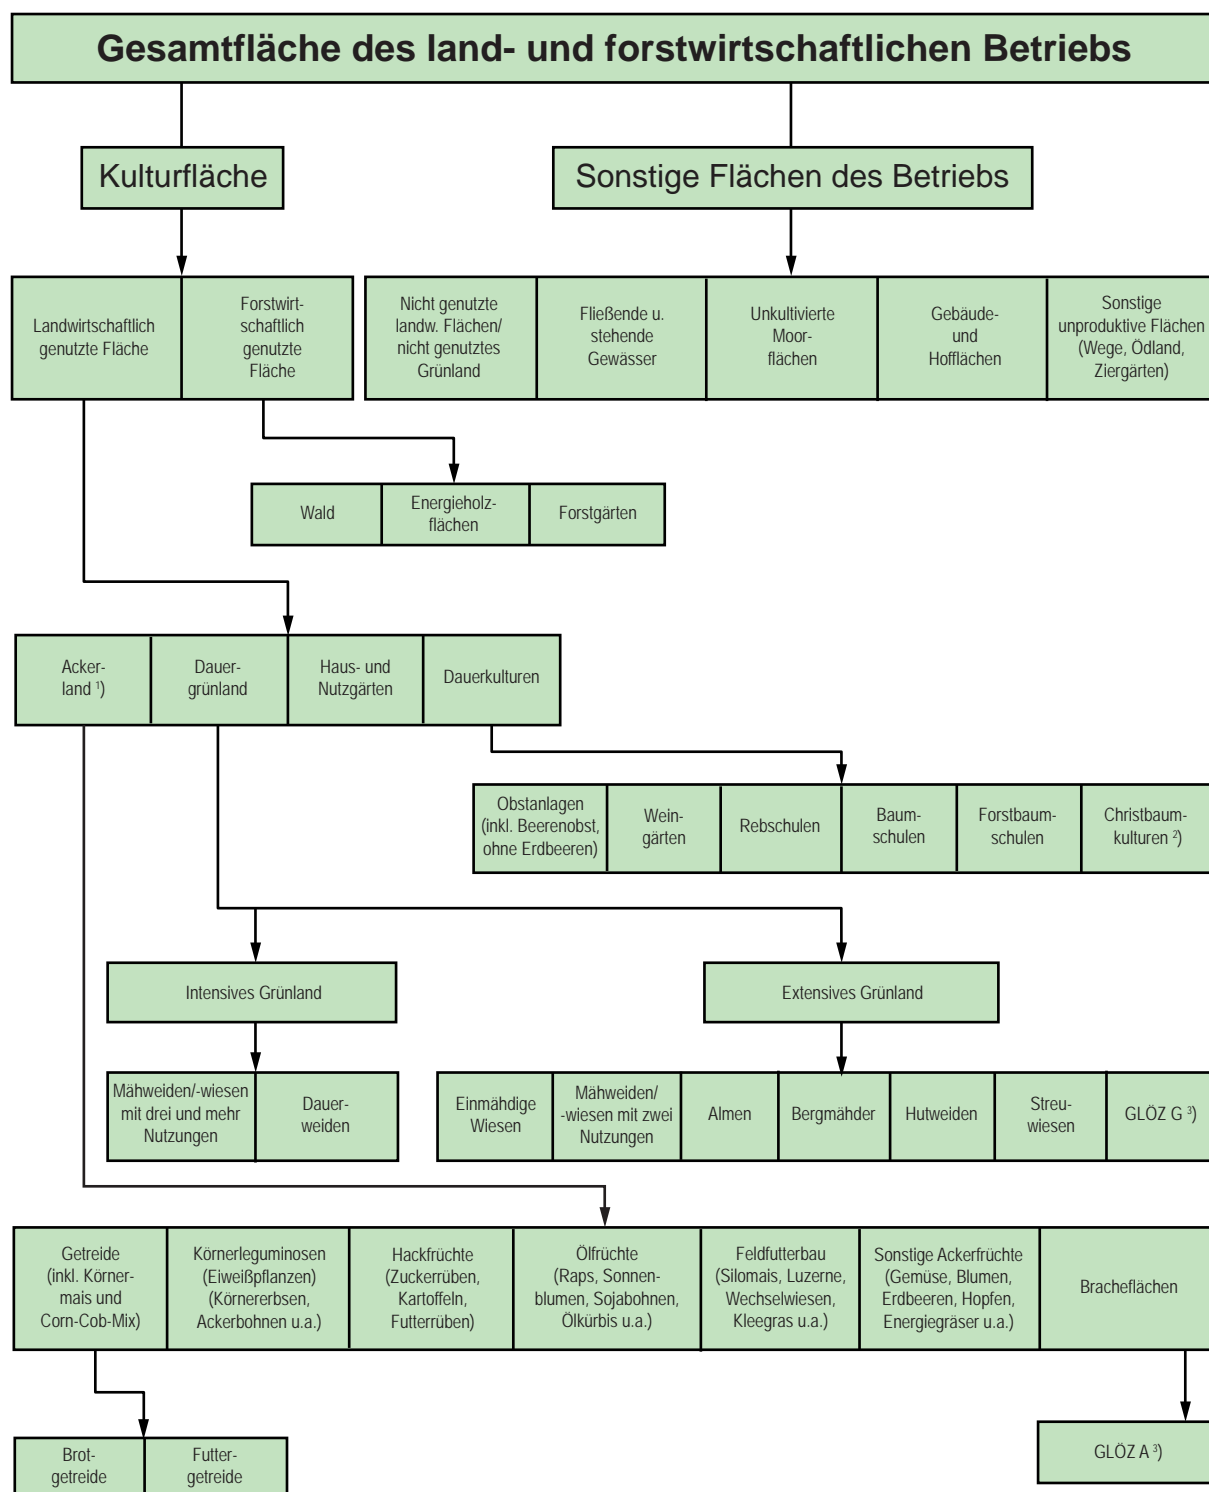 Gesamtfläche des land- und forstwirtschaftlichen Betriebs
Kulturfläche
Sonstige Flächen des Betriebs
Landwirtschaftlich
genutzte Fläche
Forstwirt-
schaftlich
genutzte
Fläche
Nicht genutzte
landw. Flächen/
nicht genutztes
Grünland
Fließende u.
stehende
Gewässer
Unkultivierte
Moor-
flächen
Gebäude-
und
Hofflächen
Sonstige
unproduktive Flächen
(Wege, Ödland,
Ziergärten)
Wald
Energieholz-
flächen
Forstgärten
Acker-
land ¹)
Dauer-
grünland
Haus- und
Nutzgärten
Dauerkulturen
Obstanlagen
(inkl. Beerenobst,
ohne Erdbeeren)
Wein-
gärten
Rebschulen
Baum-
schulen
Forstbaum-
schulen
Christbaum-
kulturen ²)
Intensives Grünland
Extensives Grünland
Mähweiden/-wiesen
mit drei und mehr
Nutzungen
Dauer-
weiden
Einmähdige
Wiesen
Mähweiden/
-wiesen mit zwei
Nutzungen
Almen
Bergmähder
Hutweiden
Streu-
wiesen
GLÖZ G ³)
Getreide
(inkl. Körner-
mais und
Corn-Cob-Mix)
Körnerleguminosen
(Eiweißpflanzen)
(Körnererbsen,
Ackerbohnen u.a.)
Hackfrüchte
(Zuckerrüben,
Kartoffeln,
Futterrüben)
Ölfrüchte
(Raps, Sonnen-
blumen, Sojabohnen,
Ölkürbis u.a.)
Feldfutterbau
(Silomais, Luzerne,
Wechselwiesen,
Kleegras u.a.)
Sonstige Ackerfrüchte
(Gemüse, Blumen,
Erdbeeren, Hopfen,
Energiegräser u.a.)
Bracheflächen
Brot-
getreide
Futter-
getreide
GLÖZ A ³)